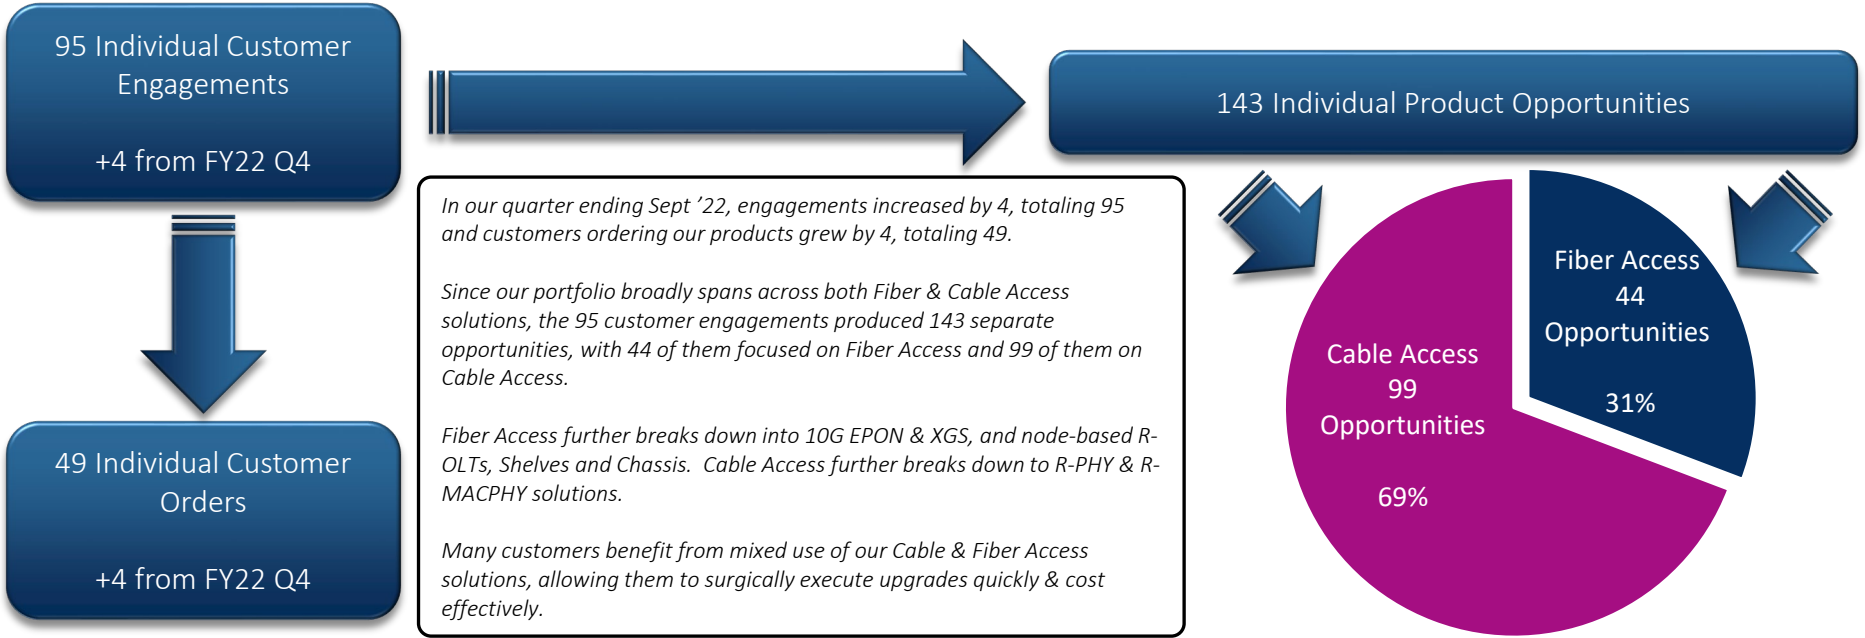 95 Individual Customer
Engagements
+4 from FY22 Q4
143 Individual Product Opportunities
In our quarter ending Sept ’22, engagements increased by 4, totaling 95
and customers ordering our products grew by 4, totaling 49.
Since our portfolio broadly spans across both Fiber & Cable Access
solutions, the 95 customer engagements produced 143 separate
opportunities, with 44 of them focused on Fiber Access and 99 of them on
Cable Access.
Fiber Access further breaks down into 10G EPON & XGS, and node-based R-
OLTs, Shelves and Chassis.  Cable Access further breaks down to R-PHY & R-
MACPHY solutions.
Many customers benefit from mixed use of our Cable & Fiber Access
solutions, allowing them to surgically execute upgrades quickly & cost
effectively.
49 Individual Customer
Orders
+4 from FY22 Q4
Cable Access
99
Opportunities
69%
Fiber Access
44
Opportunities
31%